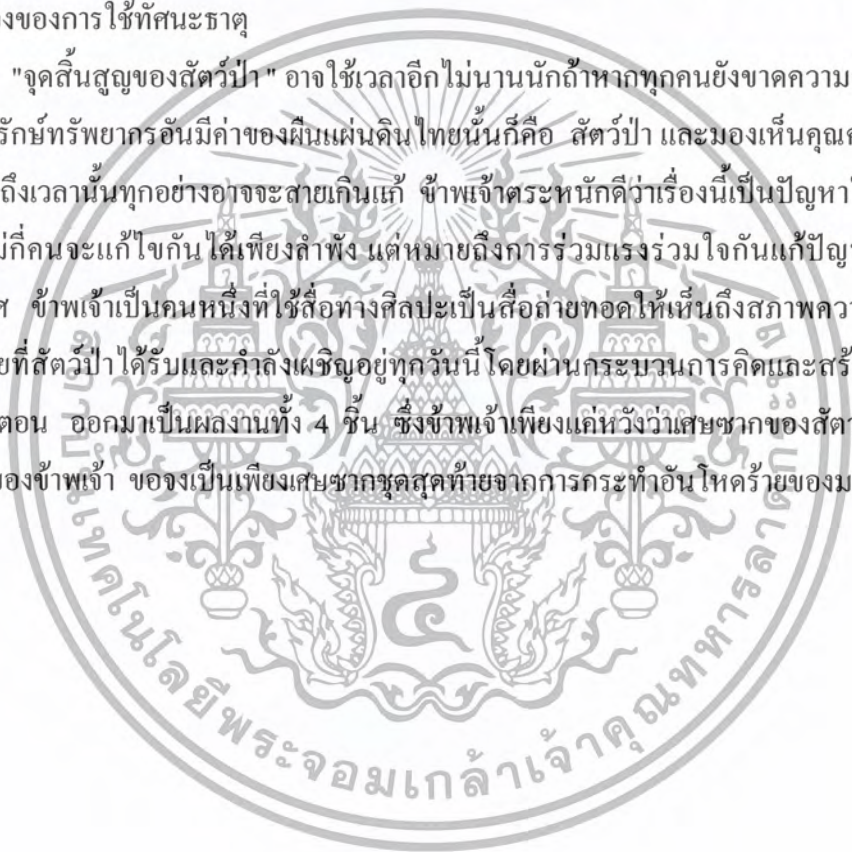 งของการใช้ทัศนะธาตุ
"จุดสิ้นสูญของสัตว์ป่า" อาจใช้เวลาอีกไม่นานนักถ้าหากทุกคนยังขาดความ
รักษ์ทรัพยากรอันมีค่าของผืนแผ่นดินไทยนั้นก็คือ สัตว์ป่า และมองเห็นคุณค
ถึงเวลานั้นทุกอย่างอาจจะสายเกินแก้ ข้าพเจ้าตระหนักดีว่าเรื่องนี้เป็นปัญหาใ
ม่กี่คนจะแก้ไขกันได้เพียงลำพัง แต่หมายถึงการร่วมแรงร่วมใจกันแก้ปัญ
ศ ข้าพเจ้าเป็นคนหนึ่งที่ใช้สื่อทางศิลปะเป็นสื่อถ่ายทอดให้เห็นถึงสภาพคว
ยที่สัตว์ป่าได้รับและกำลังเผชิญอยู่ทุกวันนี้โดยผ่านกระบวนการคิดและสร้
ตอน ออกมาเป็นผลงานทั้ง 4 ชิ้น ซึ่งข้าพเจ้าเพียงแค่หวังว่าเศษซากของสัต
ของข้าพเจ้า ขอจงเป็นเพียงเศษซากชุดสุดท้ายจากการกระทำอันโหดร้ายของม
สถาบันเทคโนโลยีพระจอมเกล้าเจ้าคุณทหารลาดกระบัง